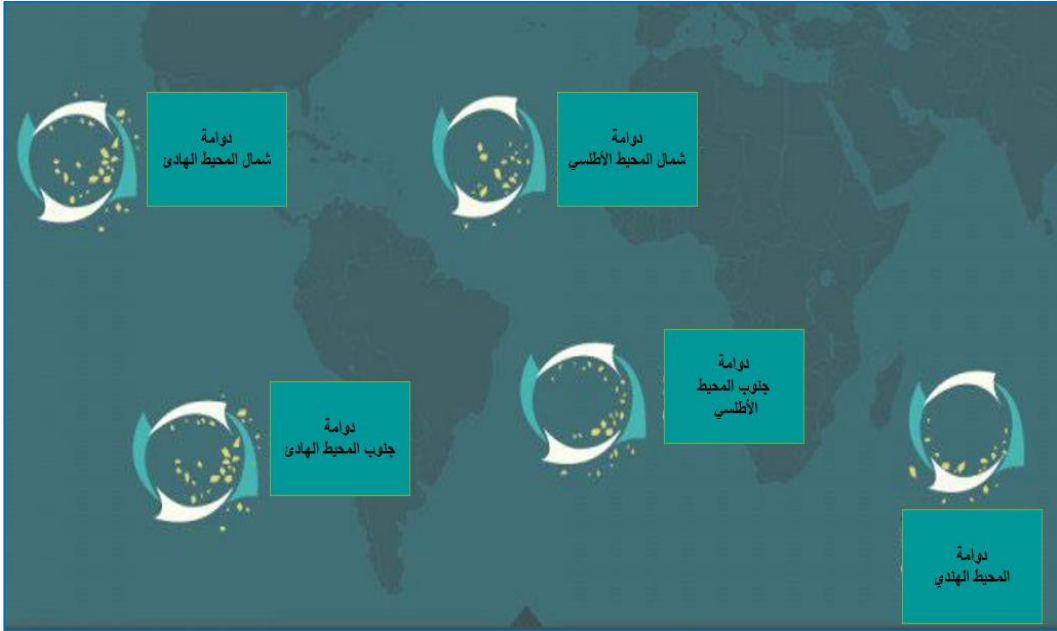 دوامة
شمال المحيط الهادئ
دوامة
شمال المحيط الأطلسي
دوامة
جنوب المحيط
الأطلسي
دوامة
جنوب المحيط الهادئ
دوامة
المحيط الهندي